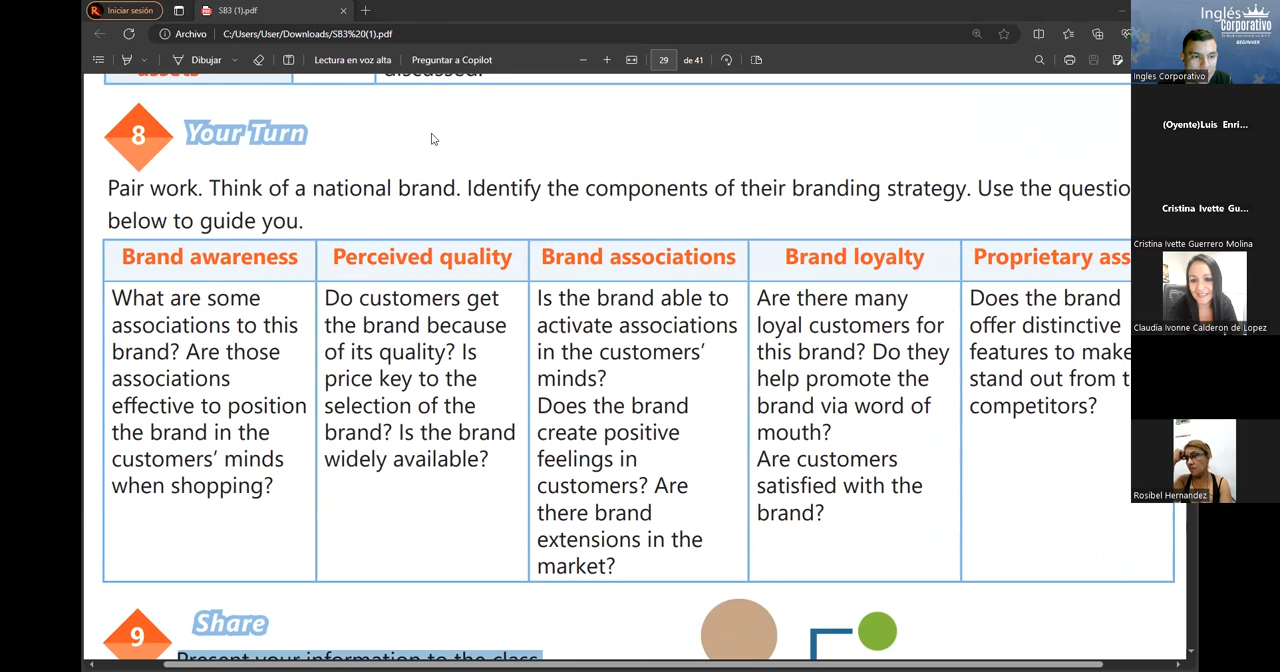 Iniciar sesión
SB3 (1).pdf
Archivo
C:/Users/User/Downloads/SB3%20(1).pdf
Dibujar
Lectura en voz alta
Preguntar a Copilot
29
de 41
assets
discussed.
8
Your Turn
Pair work. Think of a national brand. Identify the components of their branding strategy. Use the questio
below to guide you.
Brand awareness
What are some
associations to this
brand? Are those
associations
effective to position
the brand in the
customers' minds
when shopping?
Perceived quality
Do customers get
the brand because
of its quality? Is
price key to the
selection of the
brand? Is the brand
widely available?
Brand associations
Is the brand able to
activate associations
in the customers'
minds?
Does the brand
create positive
feelings in
customers? Are
there brand
extensions in the
market?
Brand loyalty
Are there many
loyal customers for
this brand? Do they
help promote the
brand via word of
mouth?
Are customers
satisfied with the
brand?
Proprietary ass
Does the brand
offer distinctive
features to make
stand out from t
competitors?
9
Share
Present your information to the class
Inglés
Corporativo
BEGINNER
Ingles Corporativo
(Oyente)Luis Enri...
Cristina Ivette Gu...
Cristina Ivette Guerrero Molina
Claudia Ivonne Calderon de Lopez
Rosibel Hernandez